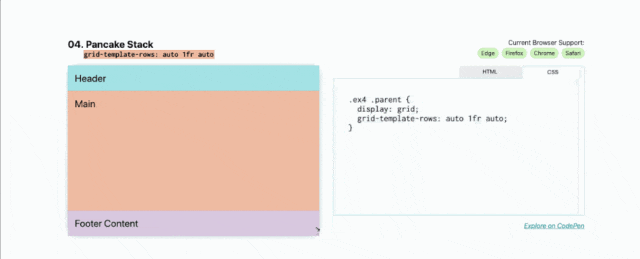 04. Pancake Stack
grid-template-rows: auto 1fr auto
Current Browser Support:
Edge Firefox Chrome Safari
Header
Main
Footer Content
HTML CSS
.ex4 .parent {
  display: grid;
  grid-template-rows: auto 1fr auto;
}
Explore on CodePen